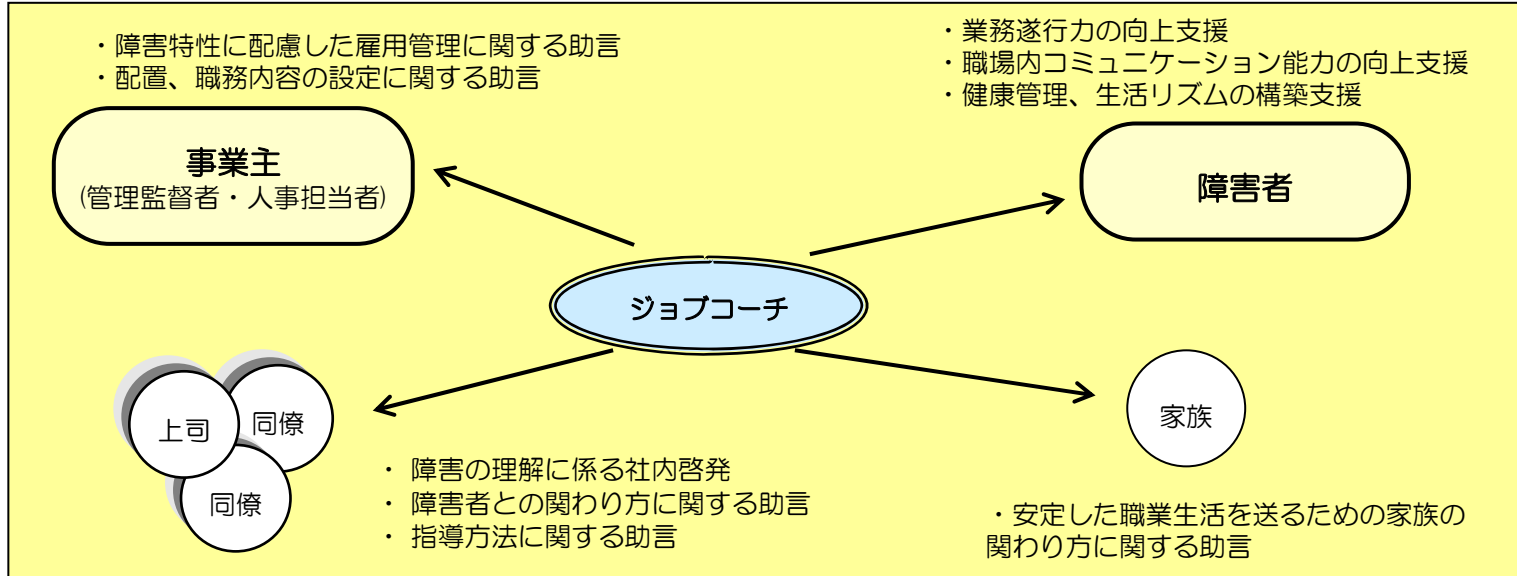 ・障害特性に配慮した雇用管理に関する助言
・配置、職務内容の設定に関する助言
事業主
(管理監督者・人事担当者)
・業務遂行力の向上支援
・職場内コミュニケーション能力の向上支援
・健康管理、生活リズムの構築支援
障害者
ジョブコーチ
上司
同僚
同僚
・ 障害の理解に係る社内啓発
・ 障害者との関わり方に関する助言
・ 指導方法に関する助言
家族
・安定した職業生活を送るための家族の
関わり方に関する助言